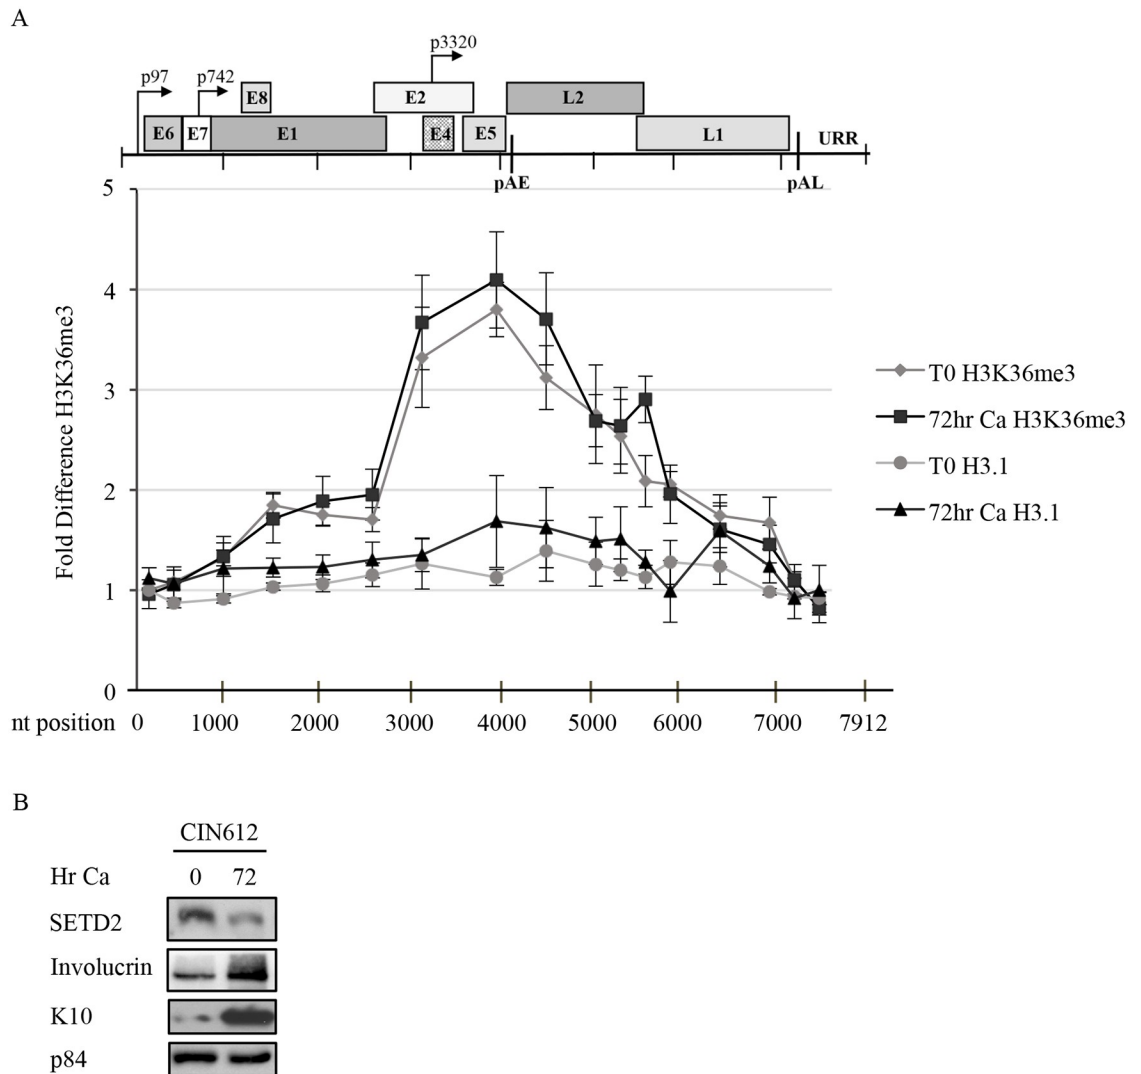 A
p3320
p97
p742
E8
E2
L2
E6
E7
E1
E4
E5
L1
URR
pAE
pAL
5
4
3
2
1
0
Fold Difference H3K36me3
T0 H3K36me3
72hr Ca H3K36me3
T0 H3.1
72hr Ca H3.1
nt position 0 1000 2000 3000 4000 5000 6000 7000 7912
B
CIN612
Hr Ca 0 72
SETD2
Involucrin
K10
p84